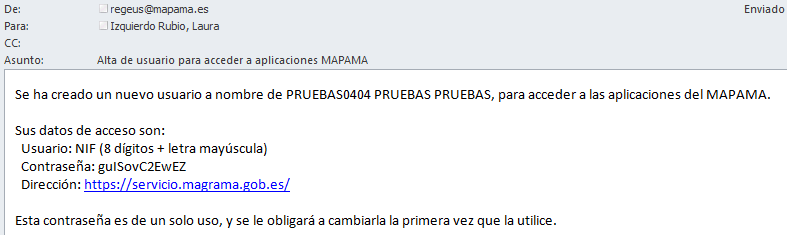 De: regeus@mapama.es Enviado
Para: Izquierdo Rubio, Laura
CC:
Asunto: Alta de usuario para acceder a aplicaciones MAPAMA
Se ha creado un nuevo usuario a nombre de PRUEBAS0404 PRUEBAS PRUEBAS, para acceder a las aplicaciones del MAPAMA.
Sus datos de acceso son:
Usuario: NIF (8 dígitos + letra mayúscula)
Contraseña: guISovC2EwEZ
Dirección: https://servicio.magrama.gob.es/
Esta contraseña es de un solo uso, y se le obligará a cambiarla la primera vez que la utilice.